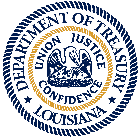 DEPARTMENT OF TREASURY
UNION JUSTICE
CONFIDENCE
LOUISIANA